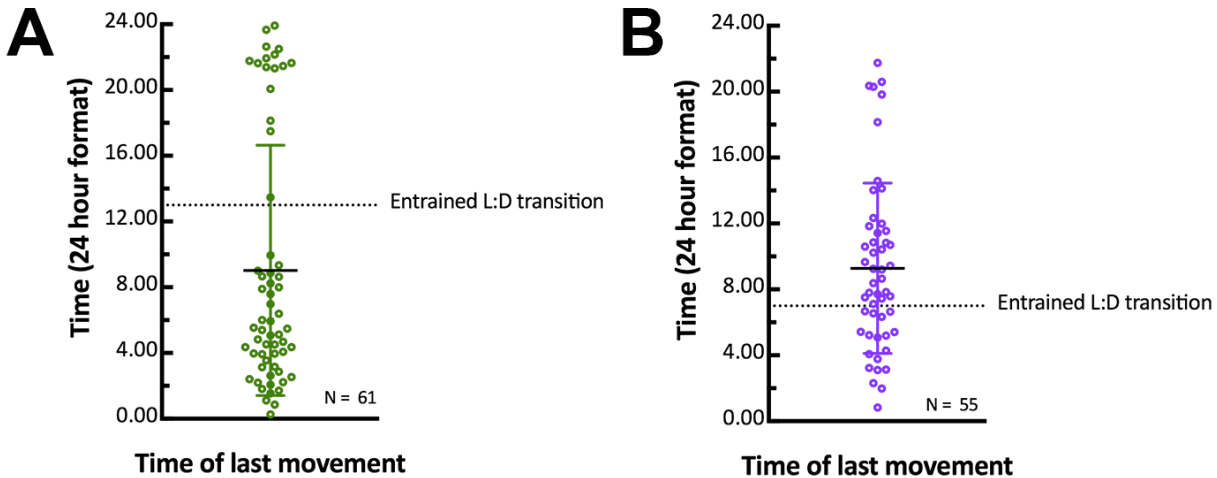 A
Time (24 hour format)
24.00
20.00
16.00
12.00
8.00
4.00
0.00
Entrained L:D transition
N = 61
Time of last movement
B
Time (24 hour format)
24.00
20.00
16.00
12.00
8.00
4.00
0.00
Entrained L:D transition
N = 55
Time of last movement